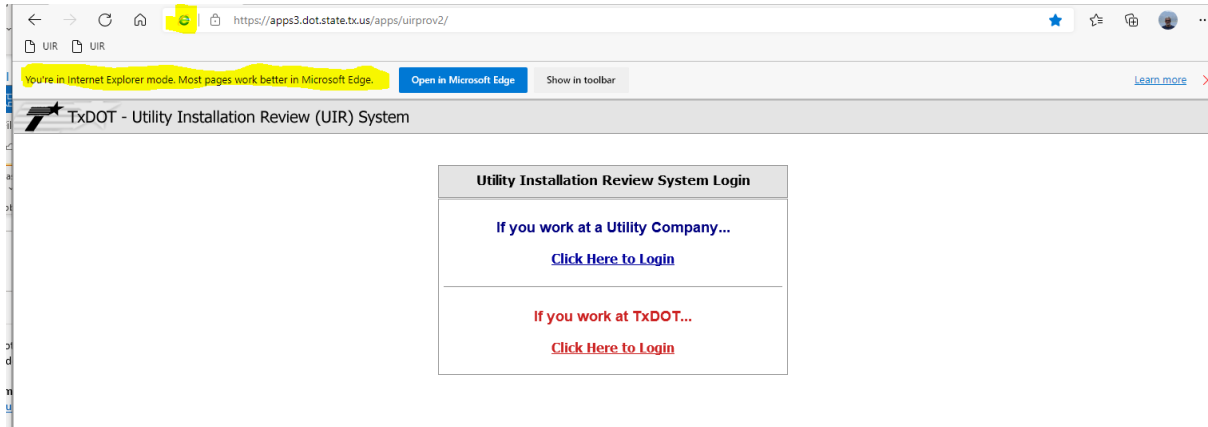 https://apps3.dot.state.tx.us/apps/uirprov2/
UIR UIR
You're in Internet Explorer mode. Most pages work better in Microsoft Edge. Open in Microsoft Edge Show in toolbar Learn more
TxDOT - Utility Installation Review (UIR) System
Utility Installation Review System Login
If you work at a Utility Company...
Click Here to Login
If you work at TxDOT...
Click Here to Login